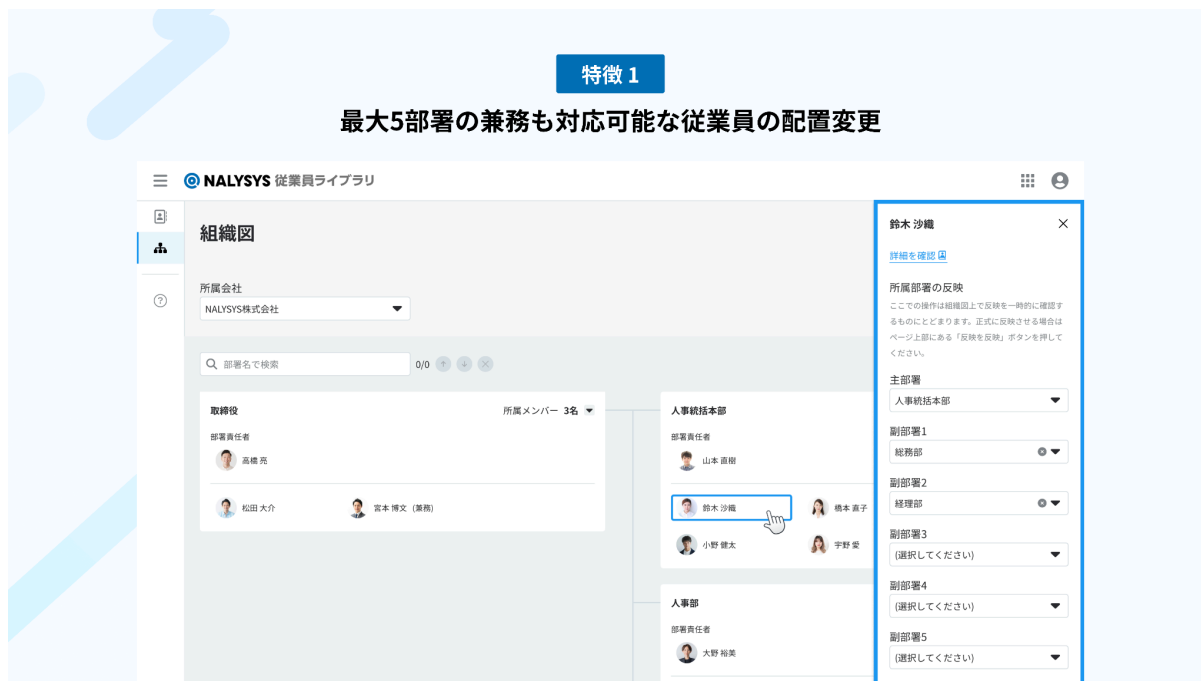 特徴 1
最大5部署の兼務も対応可能な従業員の配置変更
NALYSYS 従業員ライブラリ
組織図
所属会社
NALYSYS株式会社
部署名で検索
0/0
取締役
所属メンバー 3名
部署責任者
高橋 亮
松田 大介
宮本 博文（兼務）
人事統括本部
部署責任者
山本 直樹
鈴木 沙織
橋本 直子
小野 健太
宇野 愛
人事部
部署責任者
大野 裕美
鈴木 沙織
詳細を確認
所属部署の反映
ここでの操作は組織図上で反映を一時的に確認す
るものにとどまります。正式に反映させる場合は
ページ上部にある「反映を反映」ボタンを押して
ください。
主部署
人事統括本部
副部署1
総務部
副部署2
経理部
副部署3
(選択してください)
副部署4
(選択してください)
副部署5
(選択してください)